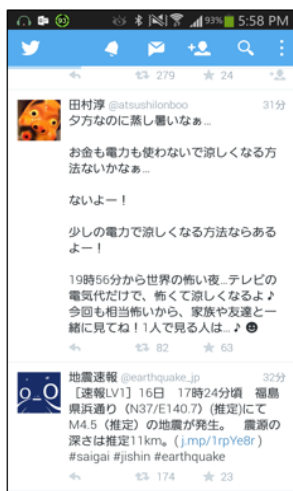 93 93% 5:58 PM
279 24
田村淳 @atsushilonboo 31分
夕方なのに蒸し暑いなぁ…
お金も電力も使わないで涼しくなる方
法ないかなぁ…
ないよー！
少しの電力で涼しくなる方法ならある
よー！
19時56分から世界の怖い夜…テレビの
電気代だけで、怖くて涼しくなるよ♪
今回も相当怖いから、家族や友達と一
緒に見てね！1人で見る人は…♪
82 63
地震速報 @earthquake_jp 32分
［速報LV1］16日　17時24分頃　福島
県浜通り（N37/E140.7）(推定)にて
M4.5（推定）の地震が発生。　震源の
深さは推定11km。( j.mp/1rpYe8r )
#saigai #jishin #earthquake
174 23